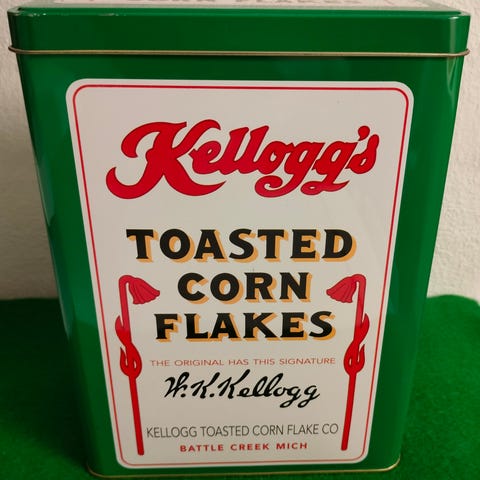 Kellogg's
TOASTED
CORN
FLAKES
THE ORIGINAL HAS THIS SIGNATURE
W.K.Kellogg
KELLOGG TOASTED CORN FLAKE CO
BATTLE CREEK MICH